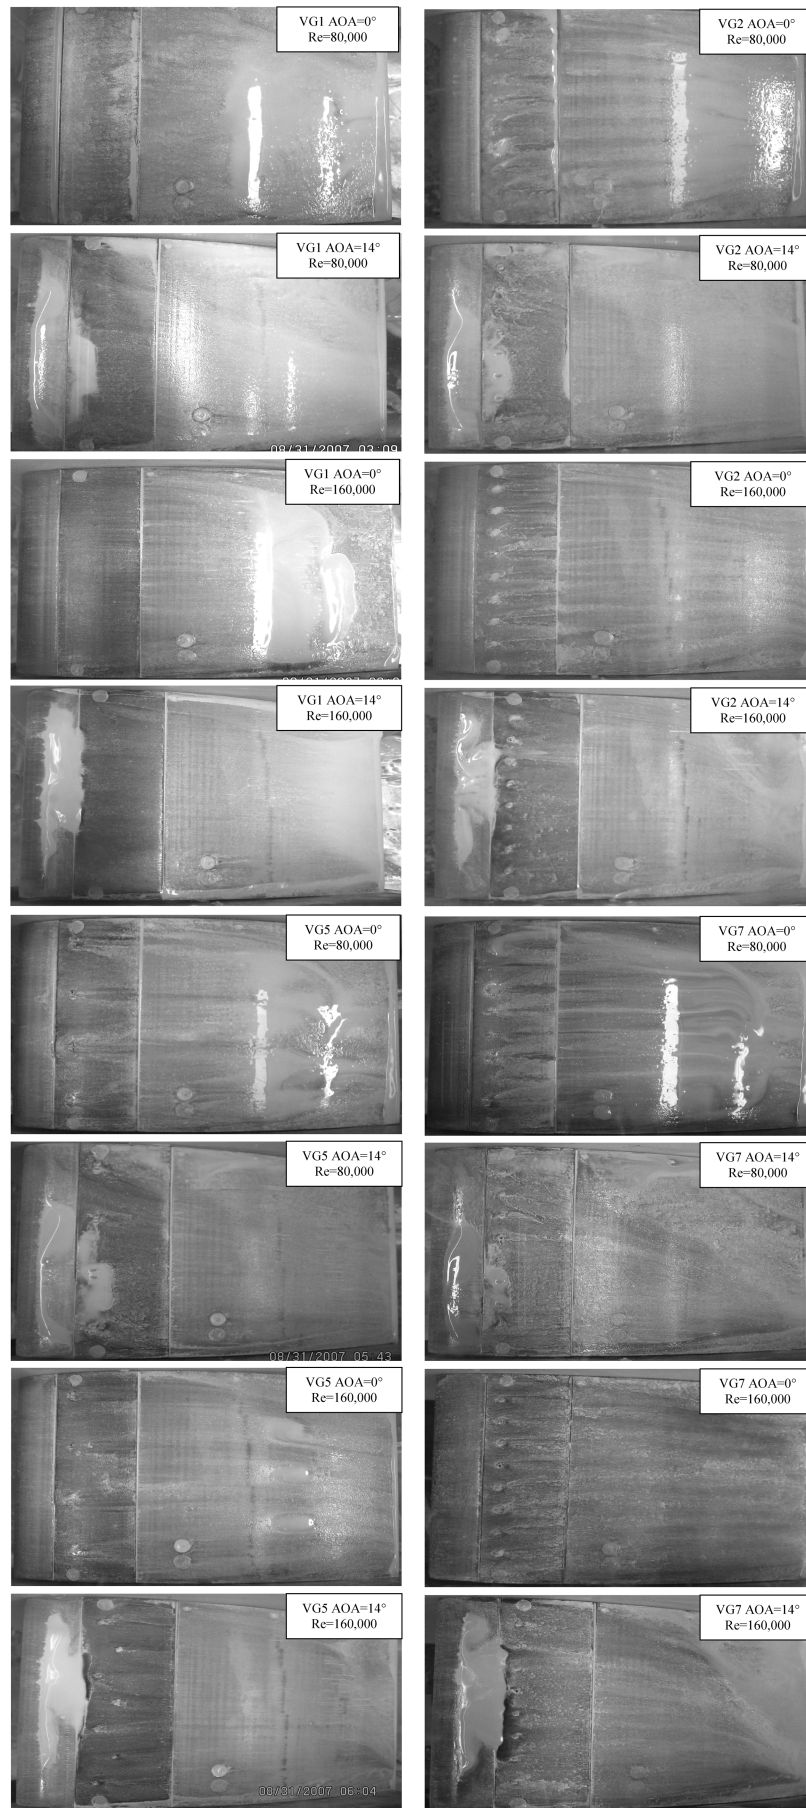 VG1 AOA=0°
Re=80,000
VG2 AOA=0°
Re=80,000
VG1 AOA=14°
Re=80,000
VG2 AOA=14°
Re=80,000
08/31/2007 03:09
VG1 AOA=0°
Re=160,000
VG2 AOA=0°
Re=160,000
VG1 AOA=14°
Re=160,000
VG2 AOA=14°
Re=160,000
VG5 AOA=0°
Re=80,000
VG7 AOA=0°
Re=80,000
VG5 AOA=14°
Re=80,000
VG7 AOA=14°
Re=80,000
08/31/2007 05:43
VG5 AOA=0°
Re=160,000
VG7 AOA=0°
Re=160,000
VG5 AOA=14°
Re=160,000
VG7 AOA=14°
Re=160,000
08/31/2007 06:04